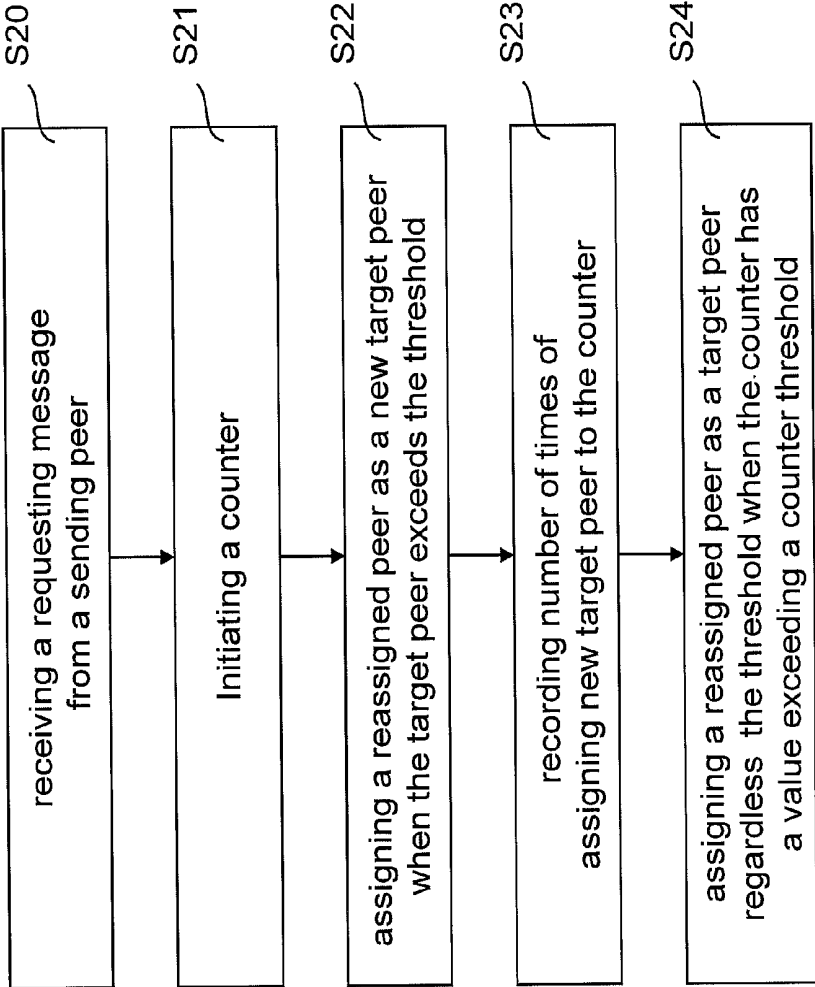 S20
receiving a requesting message
from a sending peer
S21
Initiating a counter
S22
assigning a reassigned peer as a new target peer
when the target peer exceeds the threshold
S23
recording number of times of
assigning new target peer to the counter
S24
assigning a reassigned peer as a target peer
regardless the threshold when the counter has
a value exceeding a counter threshold